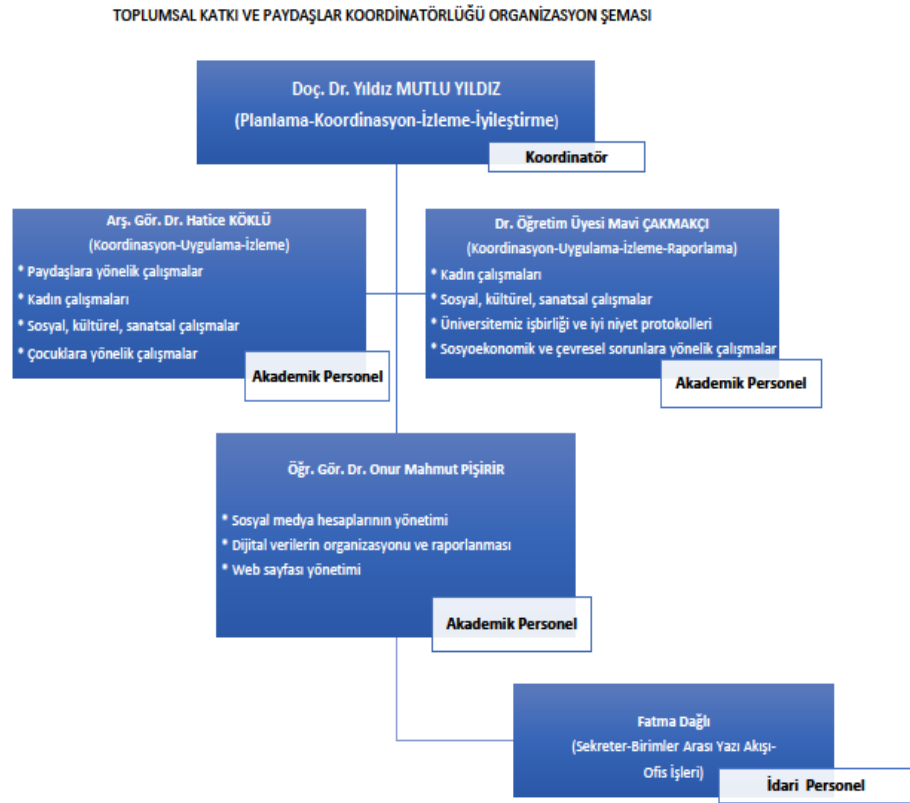 TOPLUMSAL KATKI VE PAYDAŞLAR KOORDİNATÖRLÜĞÜ ORGANİZASYON ŞEMASI
Doç. Dr. Yıldız MUTLU YILDIZ
(Planlama-Koordinasyon-İzleme-İyileştirme)
Koordinatör
Arş. Gör. Dr. Hatice KÖKLÜ
(Koordinasyon-Uygulama-İzleme)
* Paydaşlara yönelik çalışmalar
* Kadın çalışmaları
* Sosyal, kültürel, sanatsal çalışmalar
* Çocuklara yönelik çalışmalar
Akademik Personel
Dr. Öğretim Üyesi Mavi ÇAKMAKÇI
(Koordinasyon-Uygulama-İzleme-Raporlama)
* Kadın çalışmaları
* Sosyal, kültürel, sanatsal çalışmalar
* Üniversitemiz işbirliği ve iyi niyet protokolleri
* Sosyoekonomik ve çevresel sorunlara yönelik çalışmalar
Akademik Personel
Öğr. Gör. Dr. Onur Mahmut PİŞİRİR
* Sosyal medya hesaplarının yönetimi
* Dijital verilerin organizasyonu ve raporlanması
* Web sayfası yönetimi
Akademik Personel
Fatma Dağlı
(Sekreter-Birimler Arası Yazı Akışı-
Ofis İşleri)
İdari Personel